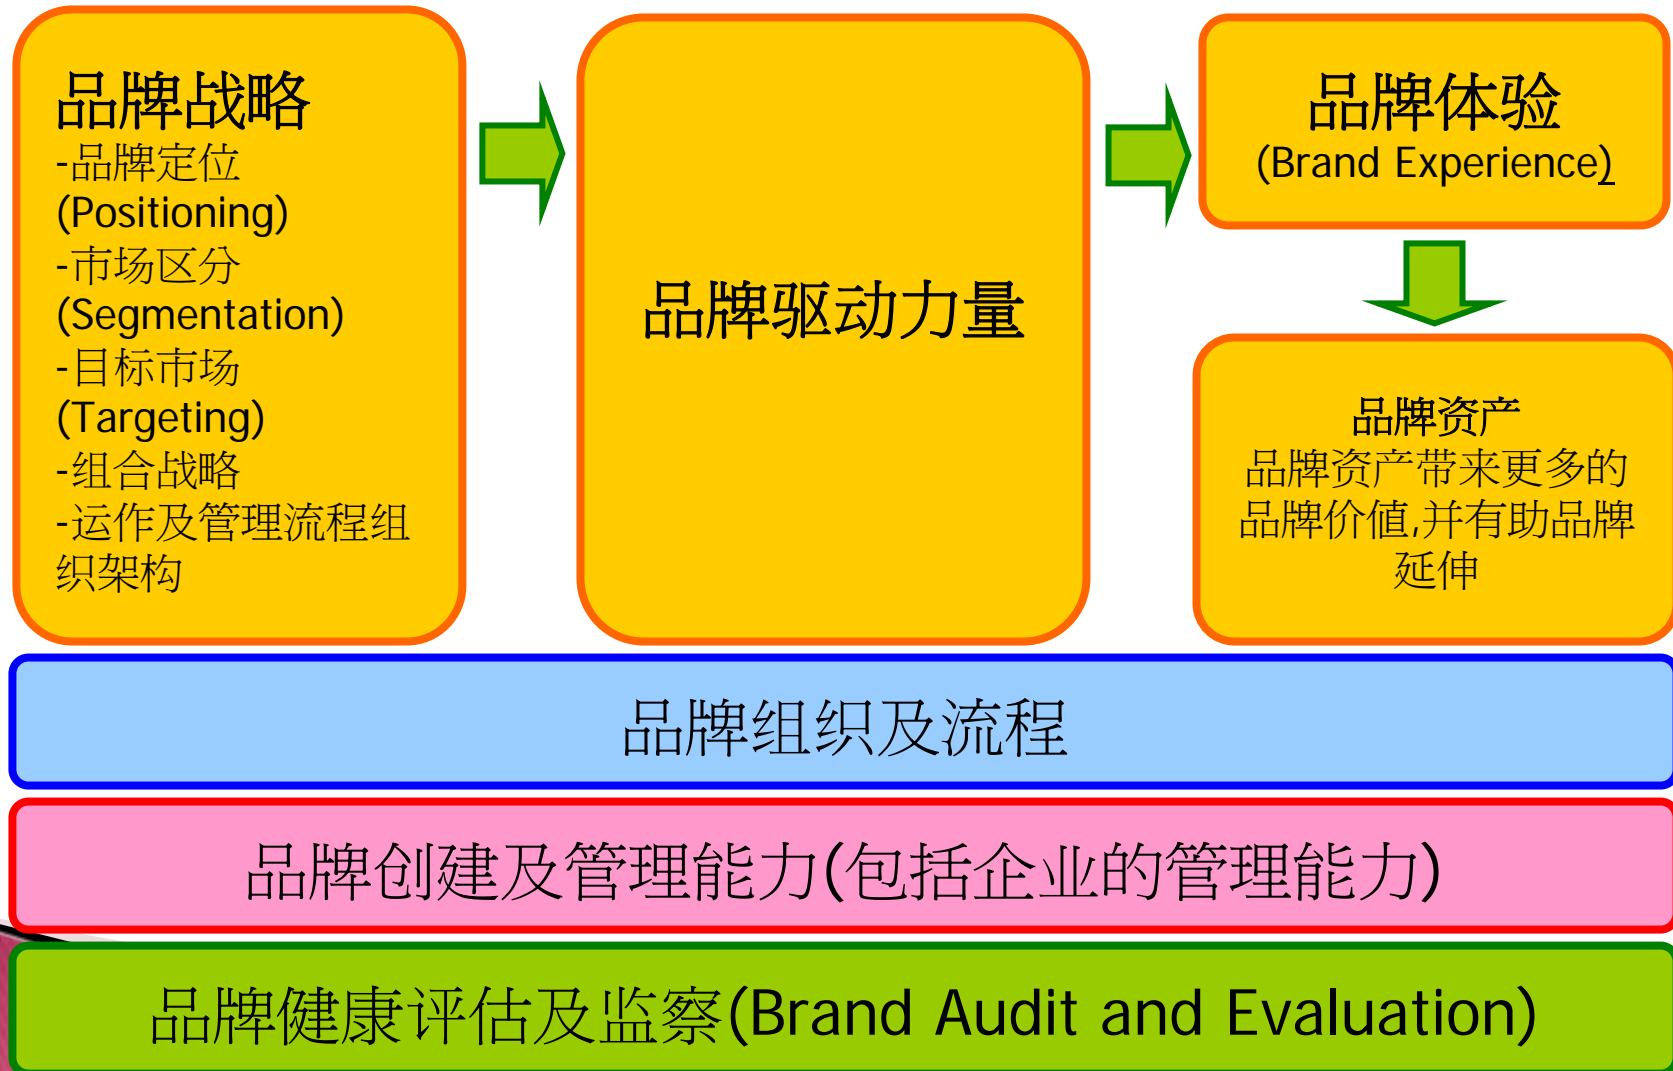 品牌战略
-品牌定位
(Positioning)
-市场区分
(Segmentation)
-目标市场
(Targeting)
-组合战略
-运作及管理流程组
织架构
品牌驱动力量
品牌体验
(Brand Experience)
品牌资产
品牌资产带来更多的
品牌价值,并有助品牌
延伸
品牌组织及流程
品牌创建及管理能力(包括企业的管理能力)
品牌健康评估及监察(Brand Audit and Evaluation)